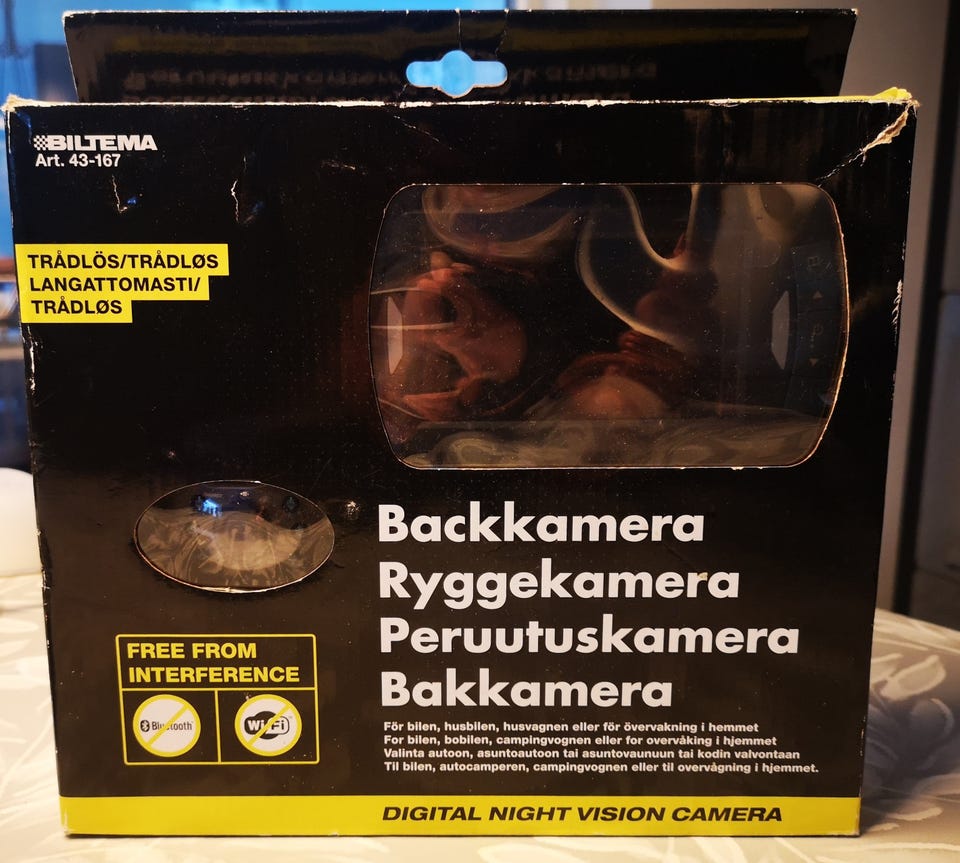 BILTEMA
Art. 43-167
TRÅDLÖS/TRÅDLØS
LANGATTOMASTI/
TRÅDLØS
Backkamera
Ryggekamera
Peruutuskamera
Bakkamera
För bilen, husbilen, husvagnen eller för övervakning i hemmet
For bilen, bobilen, campingvognen eller for overvåking i hjemmet
Valinta autoon, asuntoautoon tai asuntovaunuun tai kodin valvontaan
Til bilen, autocamperen, campingvognen eller til overvågning i hjemmet.
FREE FROM
INTERFERENCE
Bluetooth
Wi Fi
DIGITAL NIGHT VISION CAMERA